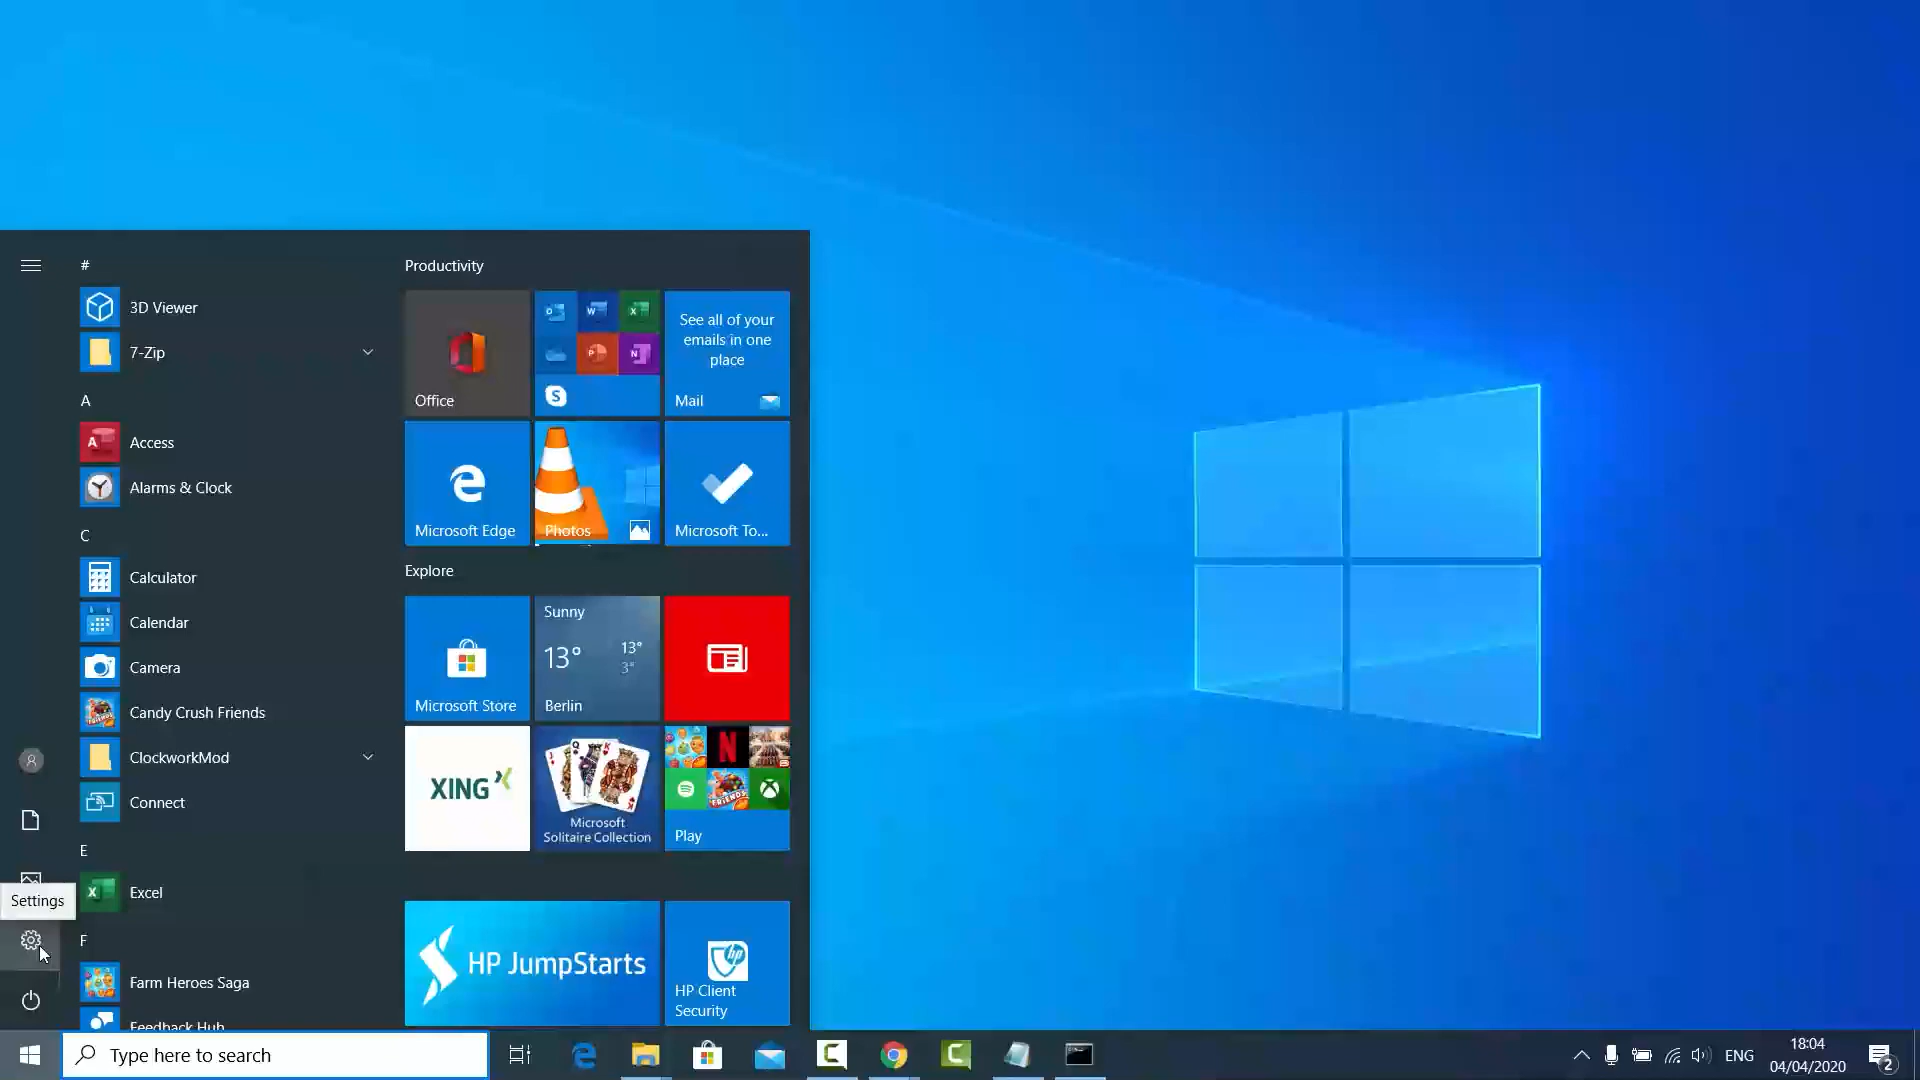 #
3D Viewer
7-Zip
A
Access
Alarms & Clock
C
Calculator
Calendar
Camera
Candy Crush Friends
ClockworkMod
Connect
E
Excel
Settings
F
Farm Heroes Saga
Feedback Hub
Productivity
Office
See all of your
emails in one
place
Mail
Microsoft Edge
Photos
Microsoft To...
Explore
Microsoft Store
Sunny
13°
13°
3°
Berlin
XING
Microsoft
Solitaire Collection
Play
HP JumpStarts
HP Client
Security
Type here to search
ENG
18:04
04/04/2020
2